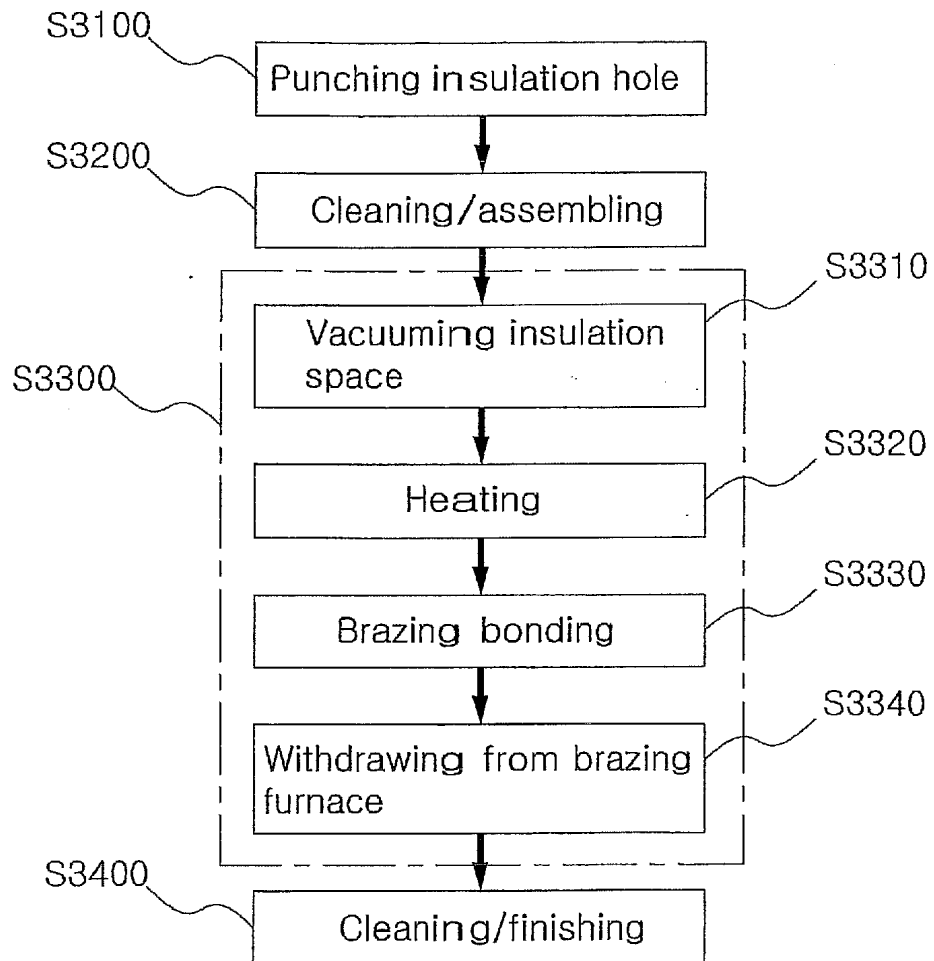 S3100
Punching insulation hole
S3200
Cleaning/assembling
S3310
Vacuuming insulation
space
S3300
S3320
Heating
S3330
Brazing bonding
S3340
Withdrawing from brazing
furnace
S3400
Cleaning/finishing